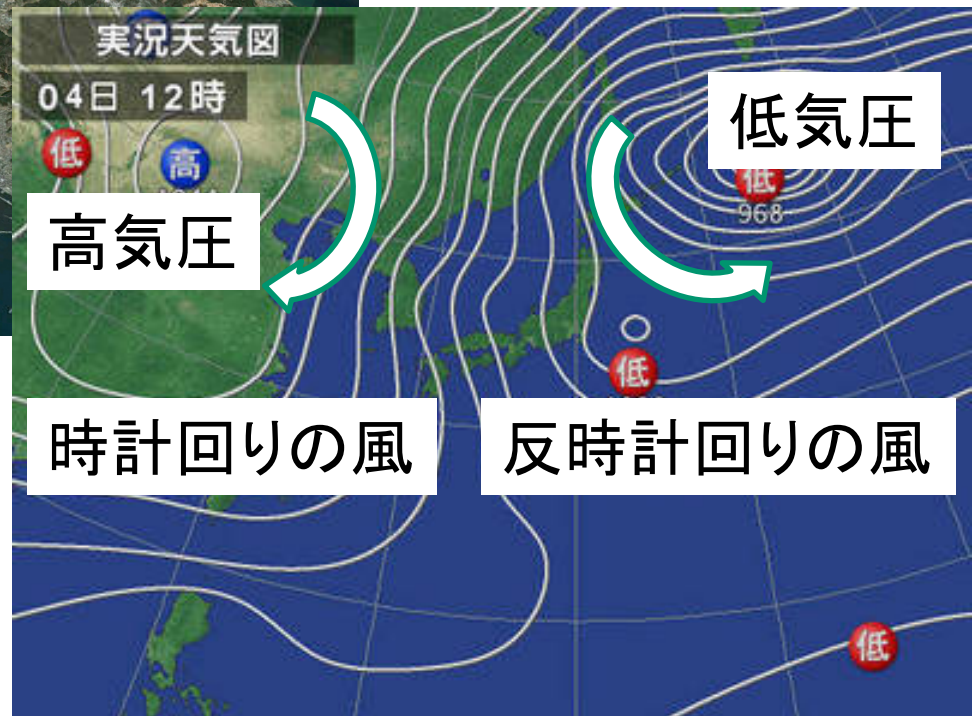 実況天気図
04日 12時
低気圧
低
高
低
968
高気圧
低
時計回りの風
反時計回りの風
低